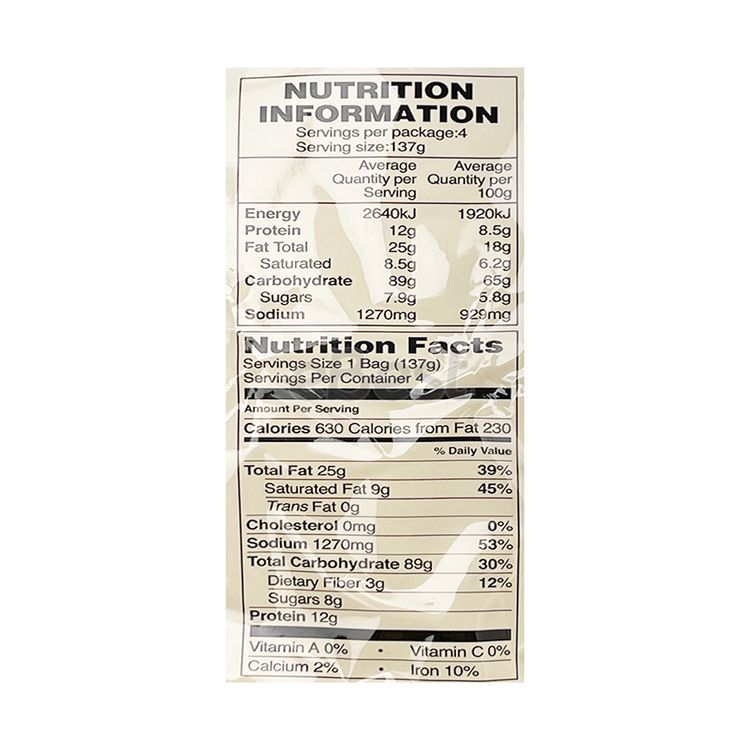 NUTRITION
INFORMATION
Servings per package:4
Serving size:137g
Average Quantity per Serving Average Quantity per 100g
Energy 2640kJ 1920kJ
Protein 12g 8.5g
Fat Total 25g 18g
Saturated 8.5g 6.2g
Carbohydrate 89g 65g
Sugars 7.9g 5.8g
Sodium 1270mg 929mg
Nutrition Facts
Servings Size 1 Bag (137g)
Servings Per Container 4
Amount Per Serving
Calories 630 Calories from Fat 230
% Daily Value
Total Fat 25g 39%
Saturated Fat 9g 45%
Trans Fat 0g
Cholesterol 0mg 0%
Sodium 1270mg 53%
Total Carbohydrate 89g 30%
Dietary Fiber 3g 12%
Sugars 8g
Protein 12g
Vitamin A 0% • Vitamin C 0%
Calcium 2% • Iron 10%